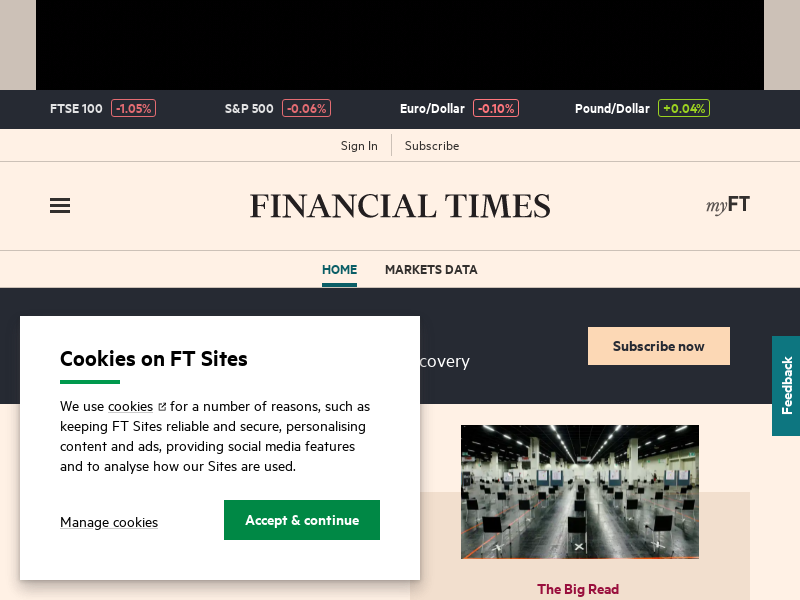 FTSE 100 -1.05% S&P 500 -0.06% Euro/Dollar -0.10% Pound/Dollar +0.04%
Sign In Subscribe
FINANCIAL TIMES
myFT
HOME MARKETS DATA
Subscribe now
covery
Feedback
Cookies on FT Sites
We use cookies for a number of reasons, such as
keeping FT Sites reliable and secure, personalising
content and ads, providing social media features
and to analyse how our Sites are used.
Manage cookies
Accept & continue
The Big Read